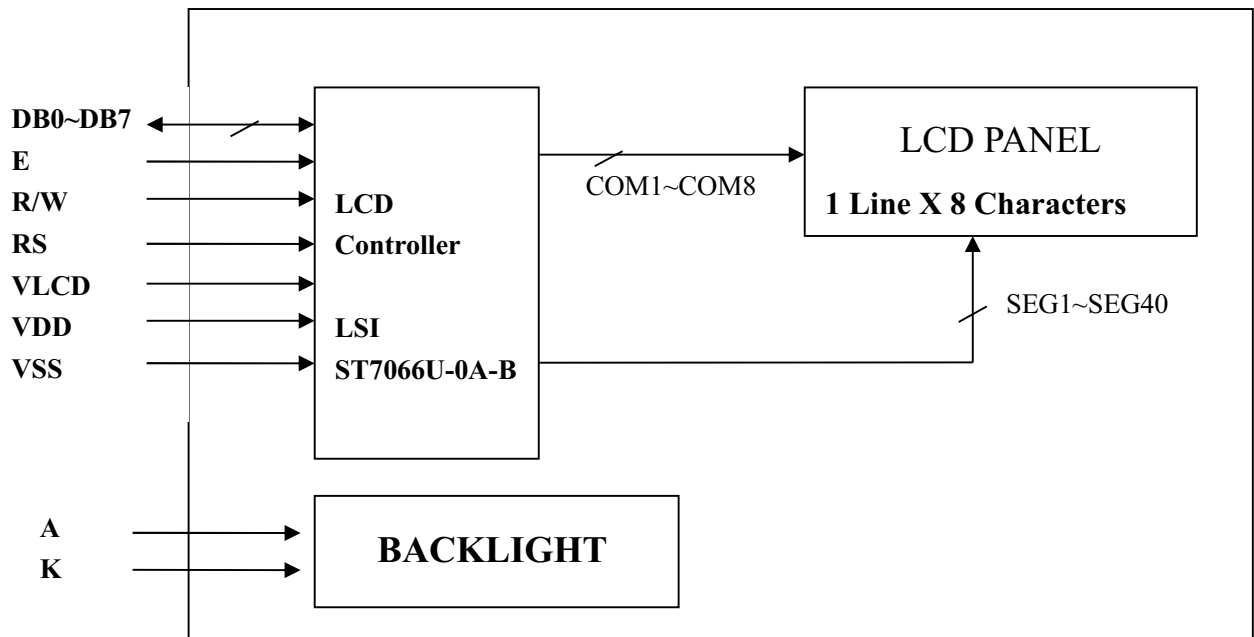 DB0~DB7
E
R/W
RS
VLCD
VDD
VSS
LCD
Controller
LSI
ST7066U-0A-B
COM1~COM8
LCD PANEL
1 Line X 8 Characters
SEG1~SEG40
A
K
BACKLIGHT